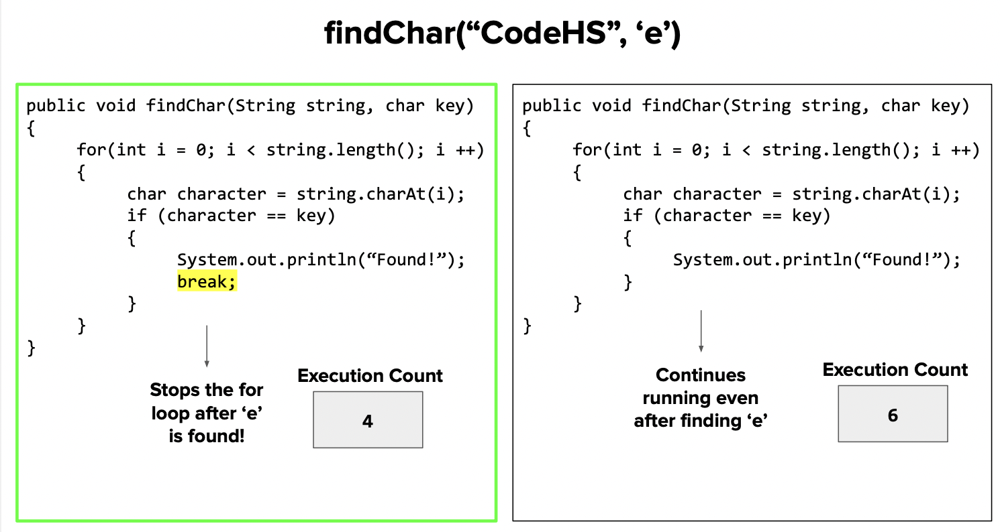 findChar(“CodeHS”, ‘e’)
public void findChar(String string, char key)
{
for(int i = 0; i < string.length(); i ++)
{
char character = string.charAt(i);
if (character == key)
{
System.out.println(“Found!”);
break;
}
}
}
Stops the for
loop after ‘e’
is found!
Execution Count
4
public void findChar(String string, char key)
{
for(int i = 0; i < string.length(); i ++)
{
char character = string.charAt(i);
if (character == key)
{
System.out.println(“Found!”);
}
}
}
Continues
running even
after finding ‘e’
Execution Count
6